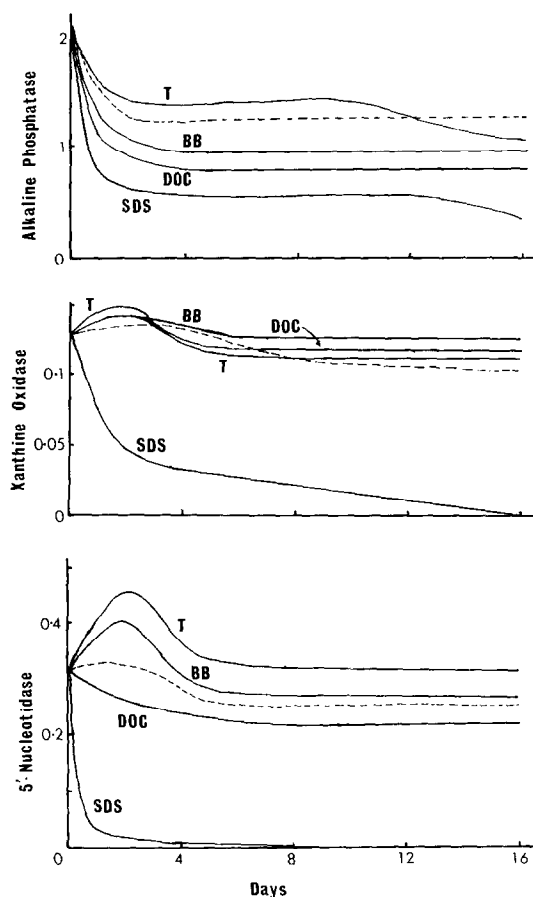 Alkaline Phosphatase
2
1
0
T
BB
DOC
SDS
Xanthine Oxidase
0·1
0·05
0
T
BB
DOC
T
SDS
5'-Nucleotidase
0·4
0·2
0
T
BB
DOC
SDS
0 4 8 12 16
Days